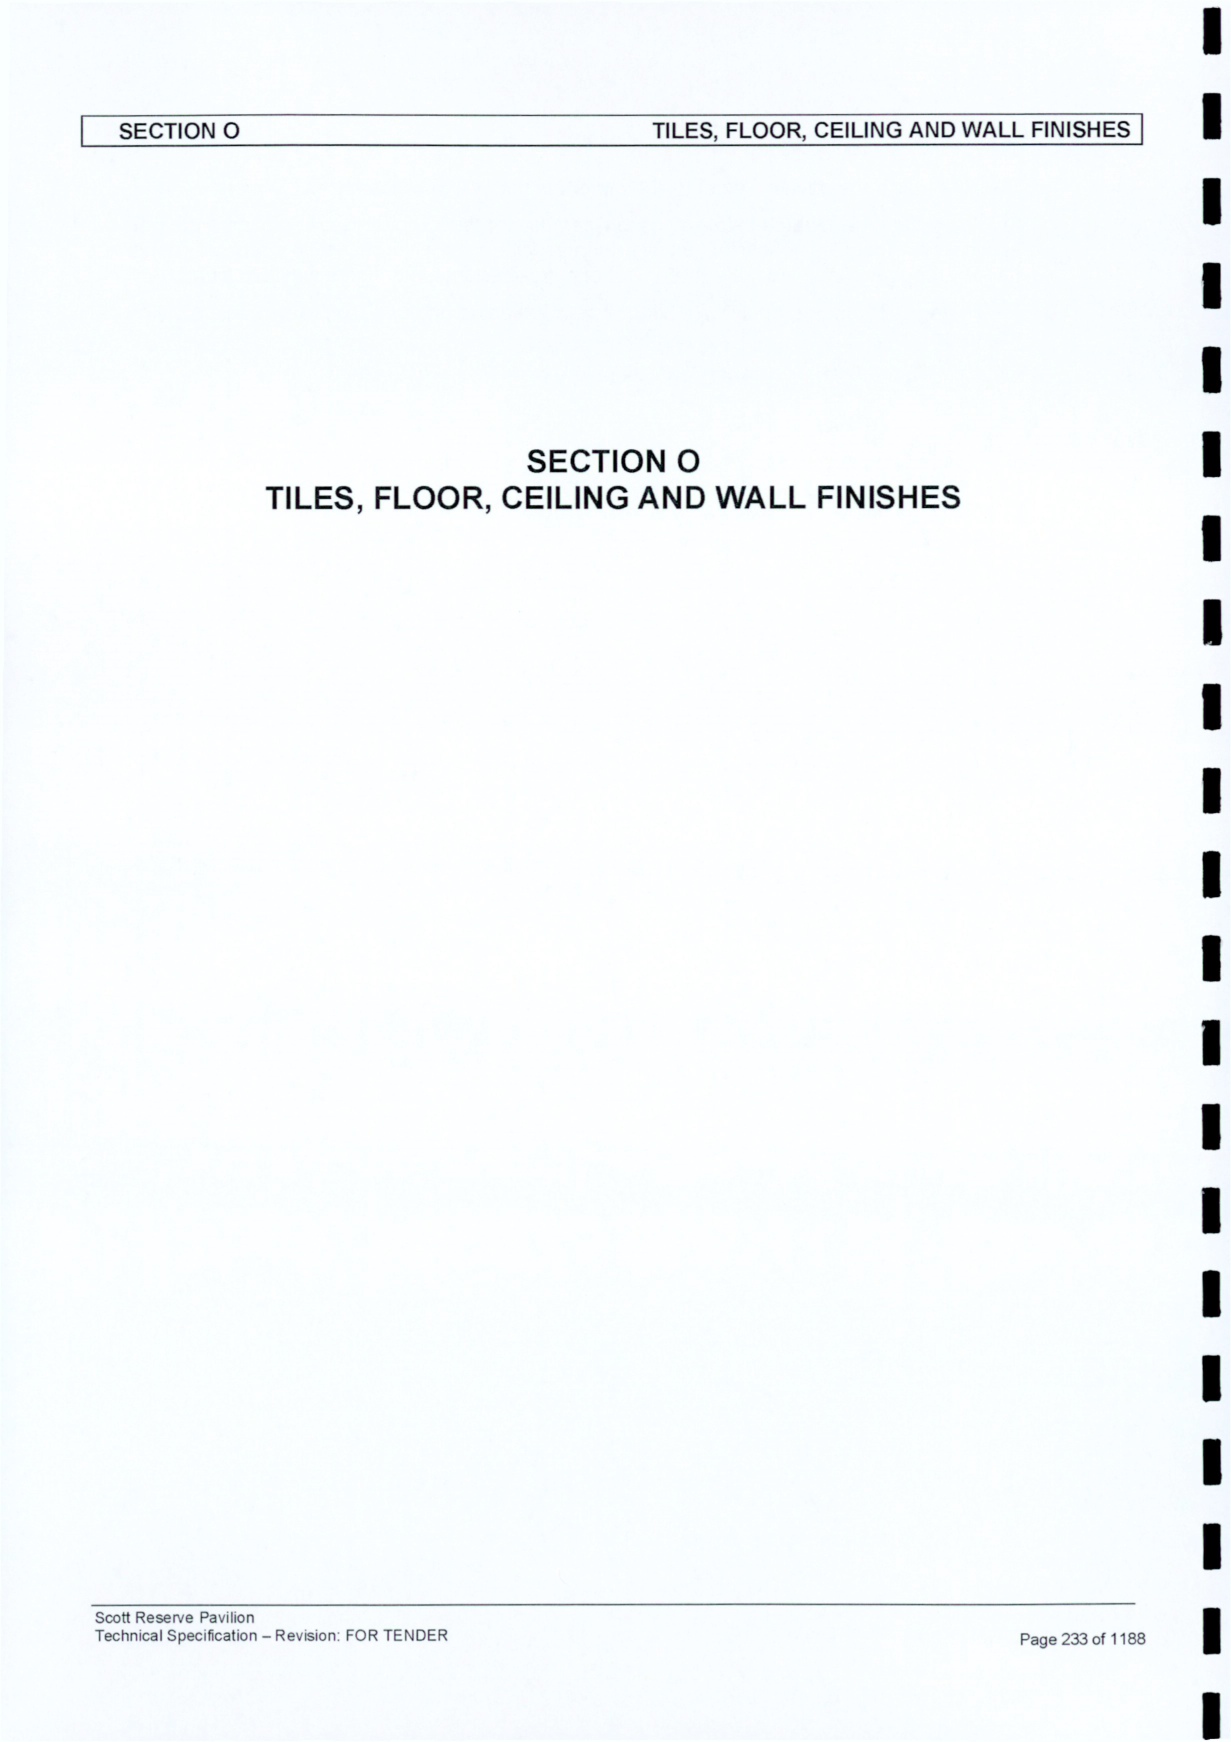 SECTION O TILES, FLOOR, CEILING AND WALL FINISHES
SECTION O
TILES, FLOOR, CEILING AND WALL FINISHES
Scott Reserve Pavilion
Technical Specification – Revision: FOR TENDER
Page 233 of 1188